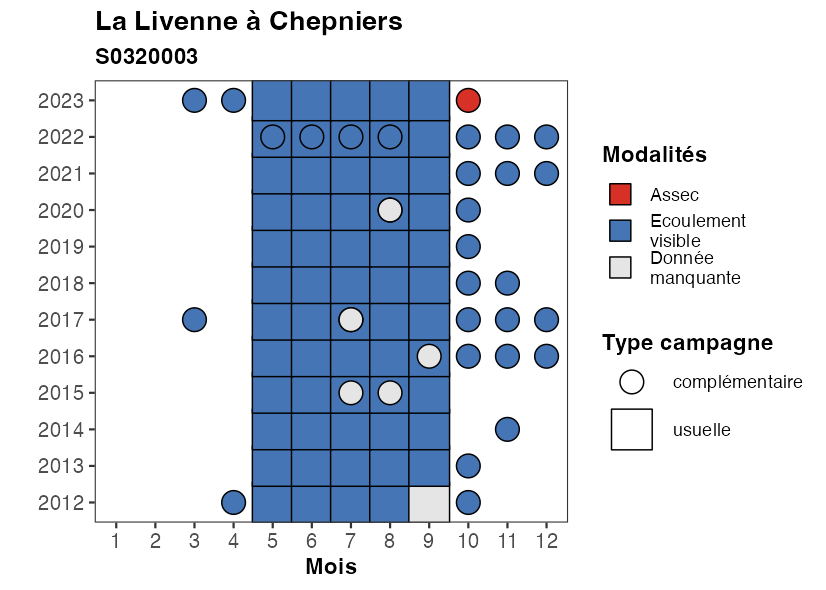 La Livenne à Chepniers
S0320003
2023
2022
2021
2020
2019
2018
2017
2016
2015
2014
2013
2012
1 2 3 4 5 6 7 8 9 10 11 12
Mois
Modalités
Assec
Ecoulement
visible
Donnée
manquante
Type campagne
complémentaire
usuelle